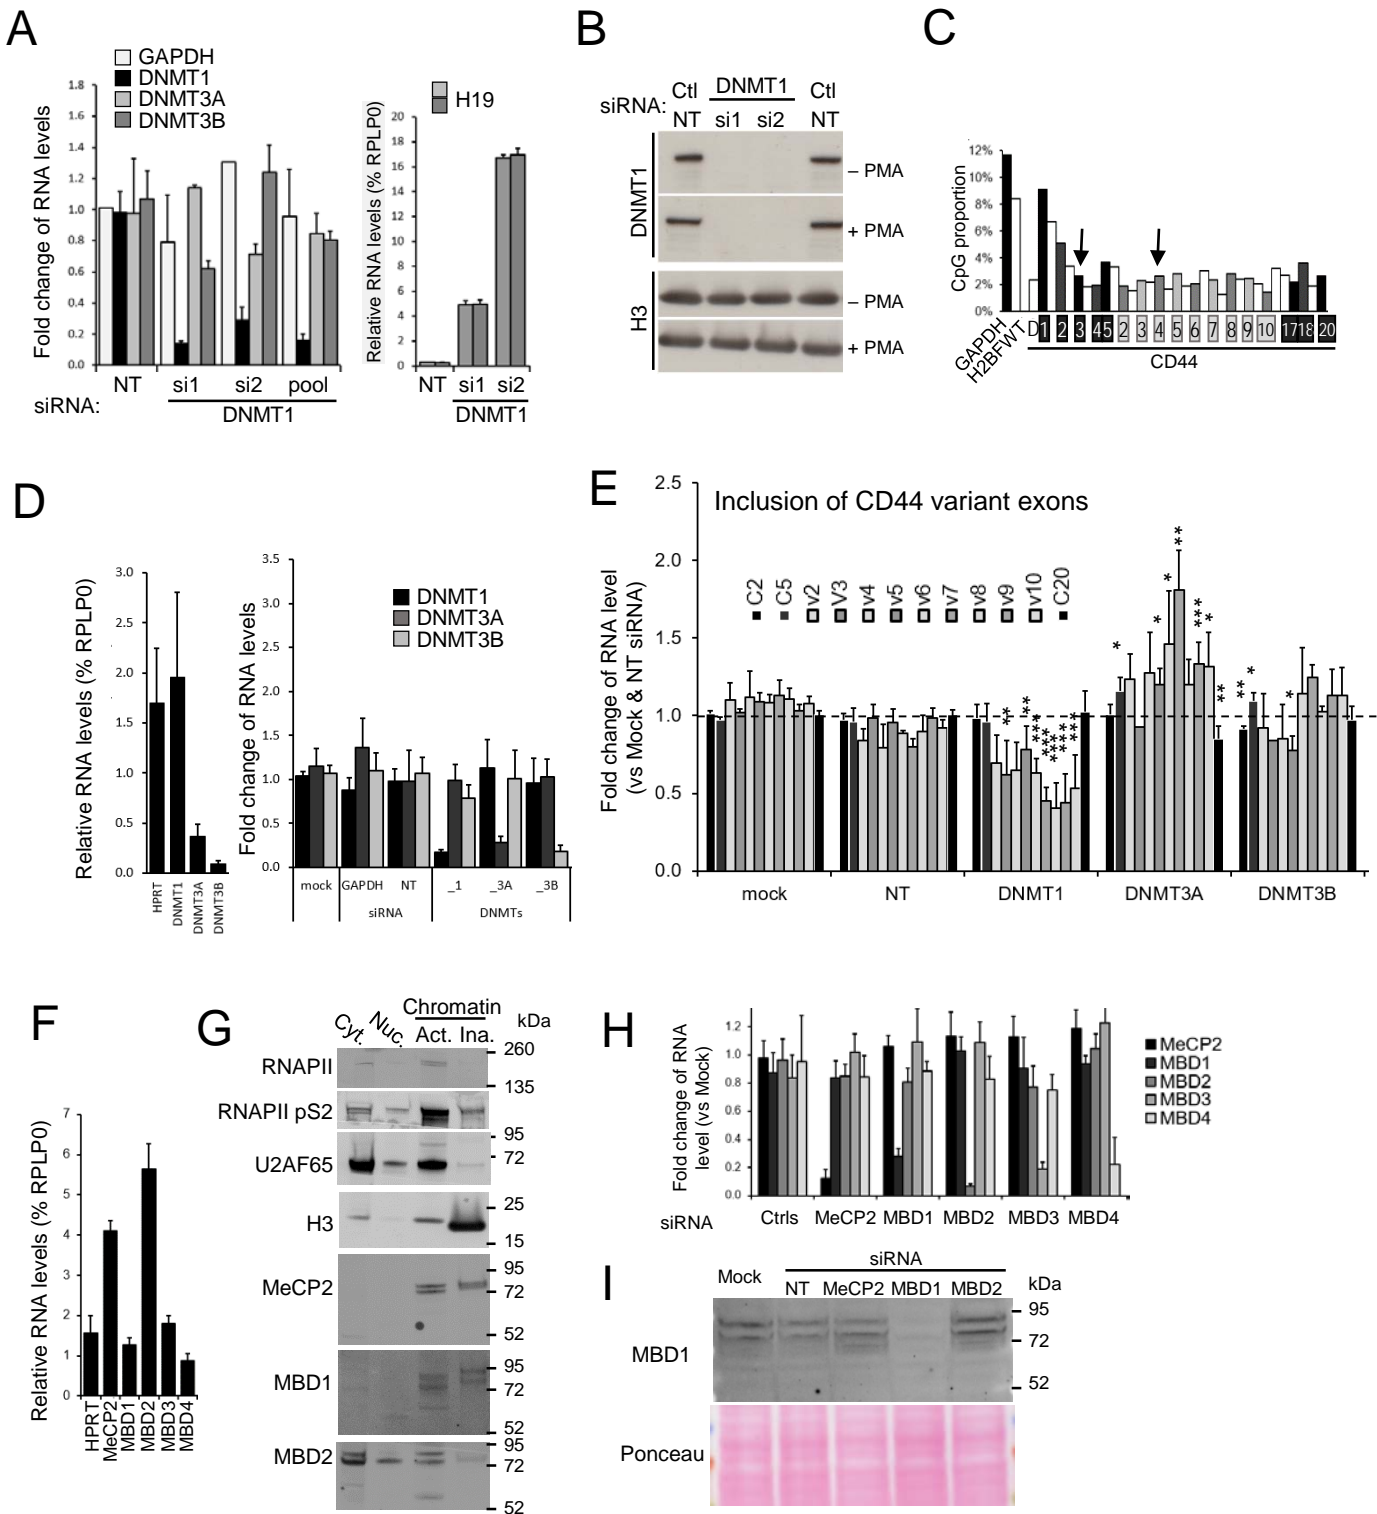 A
GAPDH
DNMT1
DNMT3A
DNMT3B
Fold change of RNA levels
1.8
1.6
1.4
1.2
1.0
0.8
0.6
0.4
0.2
0.0
NT si1 si2 pool
siRNA:
DNMT1
H19
Relative RNA levels (% RPLP0)
20
18
16
14
12
10
8
6
4
2
0
NT si1 si2
DNMT1
B
siRNA:
Ctl DNMT1 Ctl
NT si1 si2 NT
DNMT1
– PMA
+ PMA
H3
– PMA
+ PMA
C
CpG proportion
12%
10%
8%
6%
4%
2%
0%
GAPDH
H2BFWT
D 1 2 3 4 5 2 3 4 5 6 7 8 9 10 17 18 20
CD44
D
Relative RNA levels (% RPLP0)
3.0
2.5
2.0
1.5
1.0
0.5
0.0
HPRT
DNMT1
DNMT3A
DNMT3B
Fold change of RNA levels
3.5
3.0
2.5
2.0
1.5
1.0
0.5
0.0
DNMT1
DNMT3A
DNMT3B
mock GAPDH NT _1 _3A _3B
siRNA DNMTs
E
Inclusion of CD44 variant exons
Fold change of RNA level
(vs Mock & NT siRNA)
2.5
2.0
1.5
1.0
0.5
0.0
C2
C5
v2
V3
v4
v5
v6
v7
v8
v9
v10
C20
** ** *** *** *** *** ***
* * * ** *** * **
** * *
mock NT DNMT1 DNMT3A DNMT3B
F
Relative RNA levels (% RPLP0)
7
6
5
4
3
2
1
0
HPRT
MeCP2
MBD1
MBD2
MBD3
MBD4
G
Chromatin
Cyt. Nuc. Act. Ina. kDa
RNAPII
260
135
RNAPII pS2
U2AF65
95
72
H3
25
15
MeCP2
95
72
52
MBD1
95
72
52
MBD2
95
72
52
H
Fold change of RNA
level (vs Mock)
1.2
1.0
0.8
0.6
0.4
0.2
0.0
MeCP2
MBD1
MBD2
MBD3
MBD4
siRNA
Ctrls MeCP2 MBD1 MBD2 MBD3 MBD4
I
siRNA
Mock NT MeCP2 MBD1 MBD2 kDa
MBD1
95
72
52
Ponceau